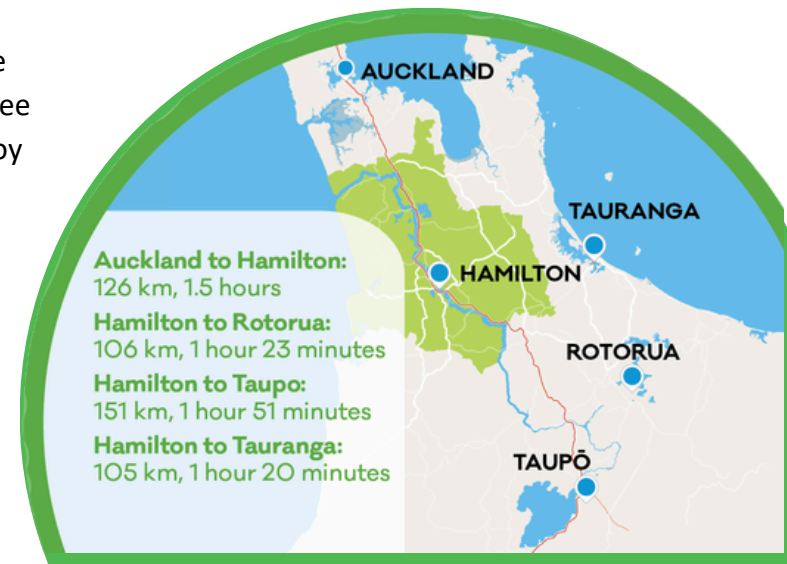 e
ee
by
AUCKLAND
TAURANGA
HAMILTON
ROTORUA
TAUPŌ
Auckland to Hamilton:
126 km, 1.5 hours
Hamilton to Rotorua:
106 km, 1 hour 23 minutes
Hamilton to Taupo:
151 km, 1 hour 51 minutes
Hamilton to Tauranga:
105 km, 1 hour 20 minutes